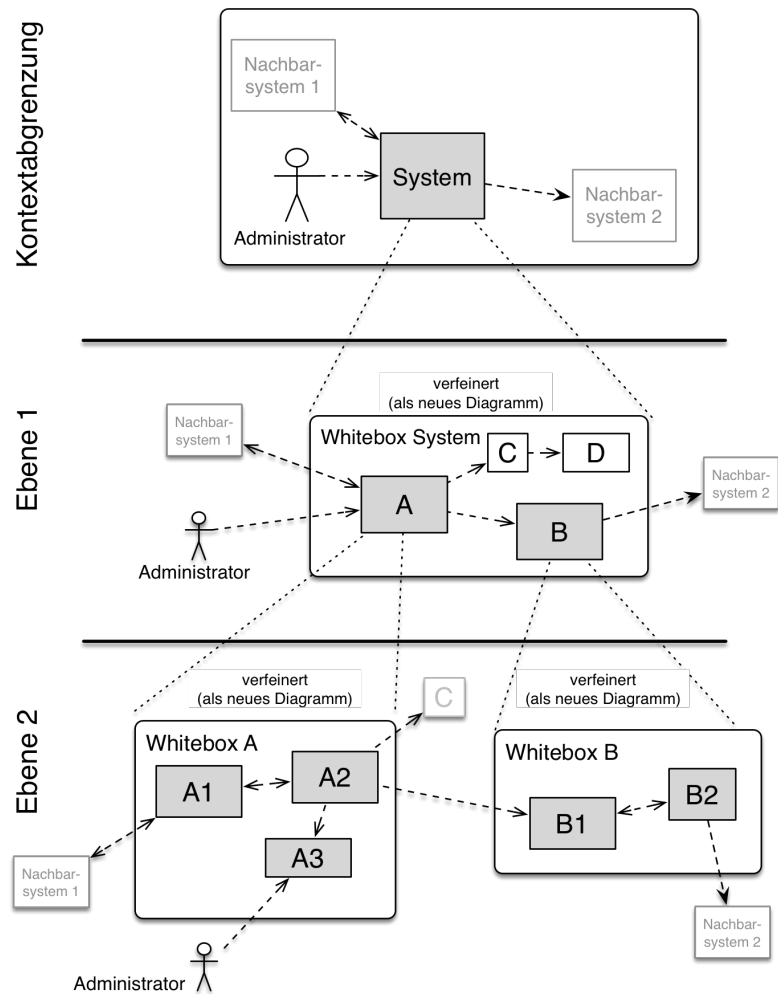 Kontextabgrenzung
Nachbar-
system 1
System
Administrator
Nachbar-
system 2
Ebene 1
verfeinert
(als neues Diagramm)
Nachbar-
system 1
Whitebox System
C
D
A
B
Nachbar-
system 2
Administrator
Ebene 2
verfeinert
(als neues Diagramm)
C
verfeinert
(als neues Diagramm)
Whitebox A
A1
A2
A3
Nachbar-
system 1
Administrator
Whitebox B
B1
B2
Nachbar-
system 2